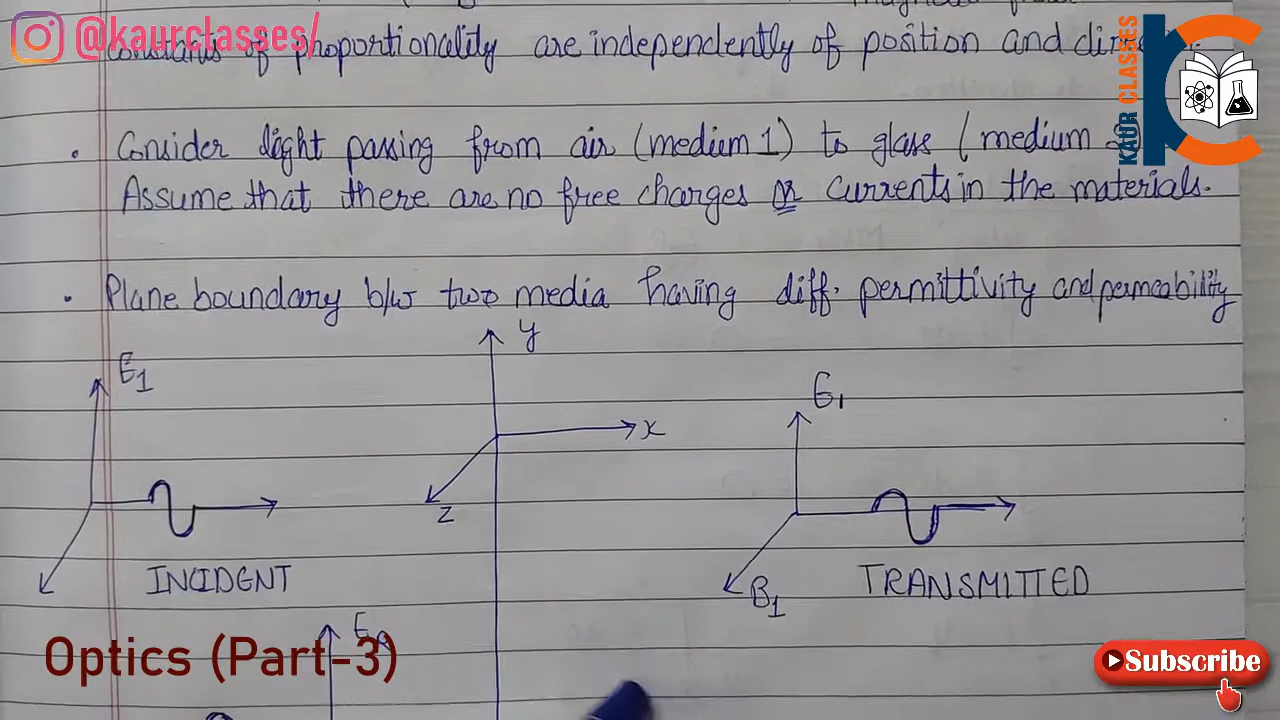 @kaurclasses/
constants of proportionality are independently of position and
KAUR CLASSES
. Consider light passing from air (medium 1) to glass (medium
Assume that there are no free charges or currents in the materials.
. Plane boundary b/w two media having diff. permittivity and permeability
E1
y
x
z
E1
B1
INCIDENT
TRANSMITTED
Optics (Part-3)
Subscribe